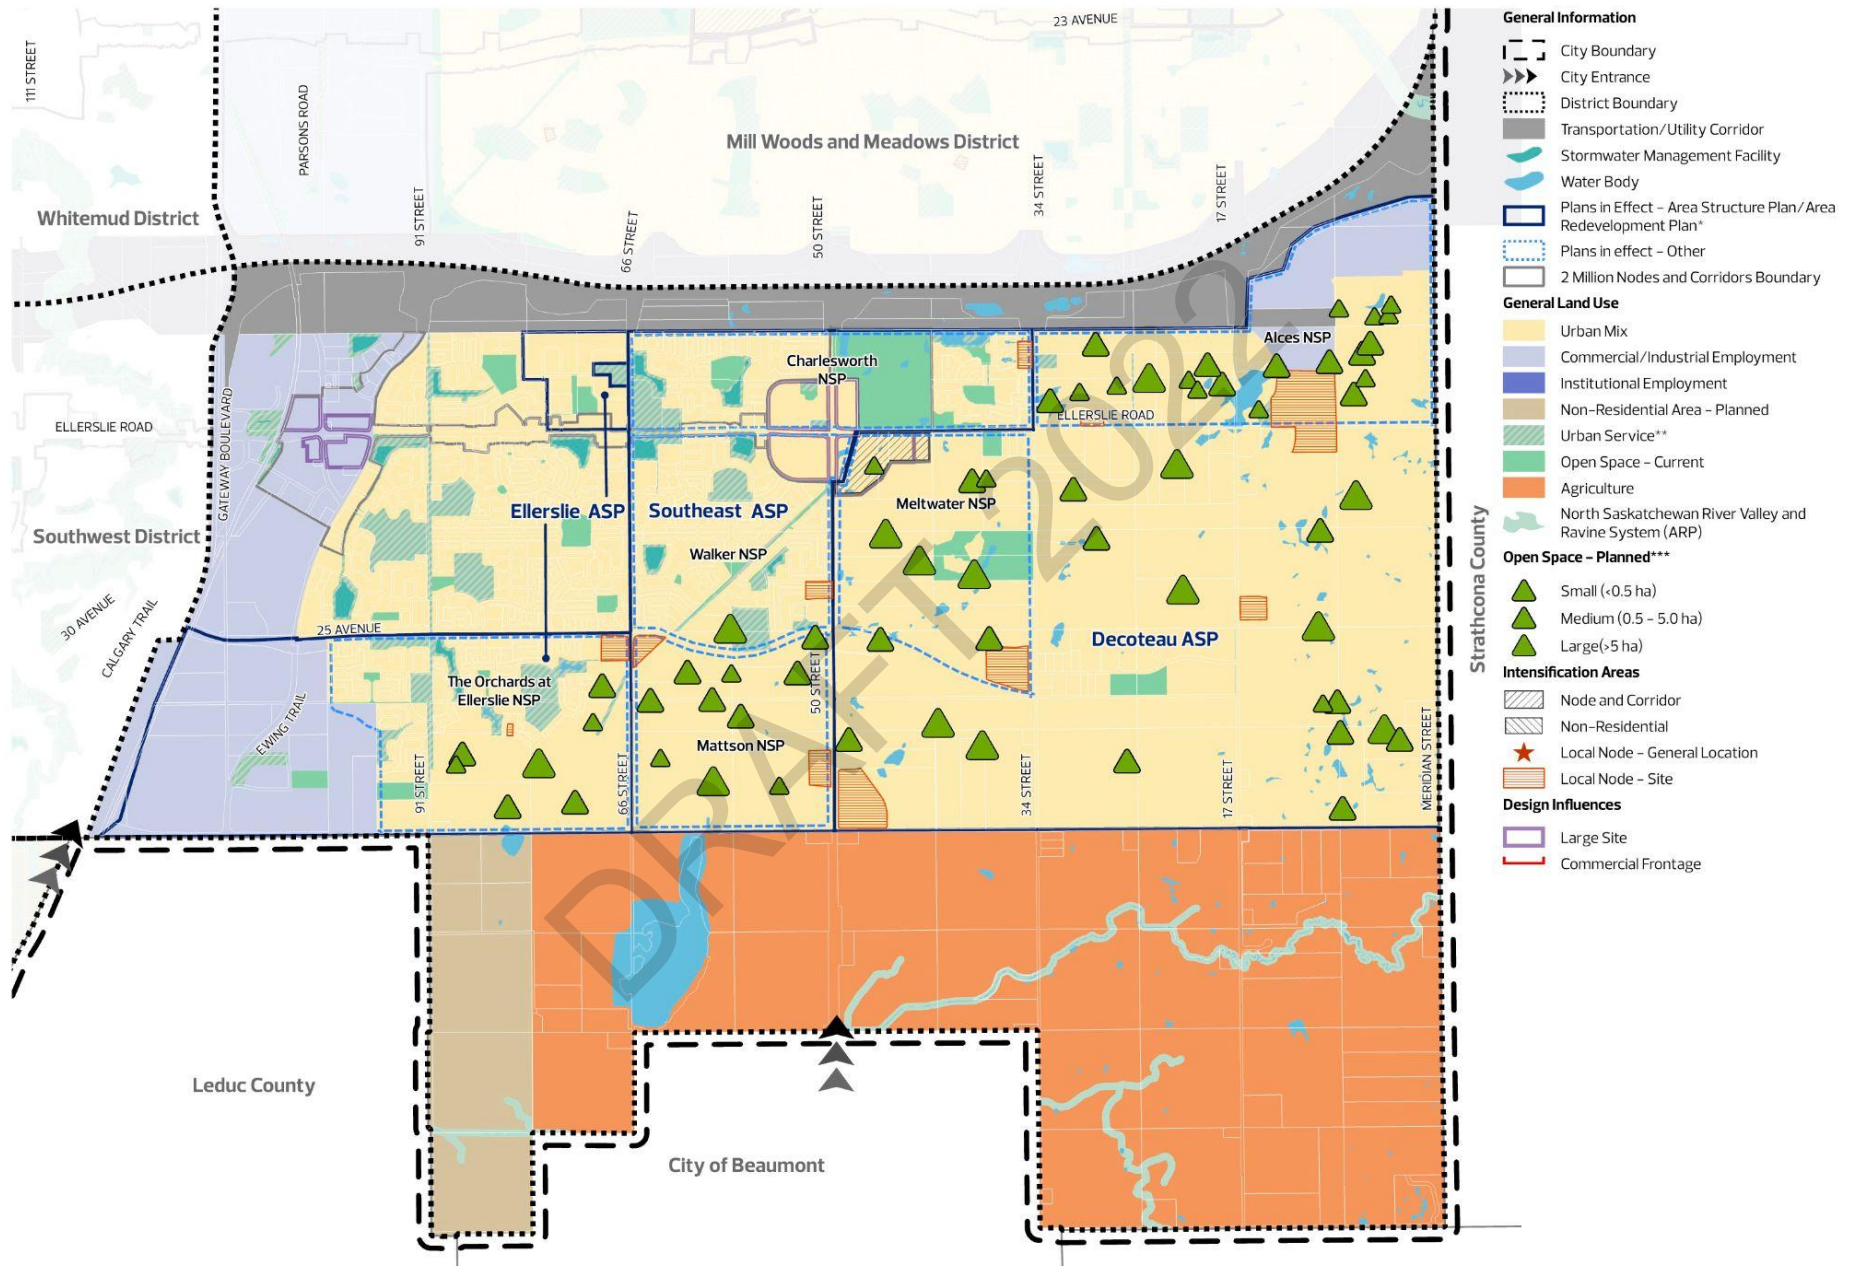 23 AVENUE
111 STREET
PARSONS ROAD
Mill Woods and Meadows District
Whitemud District
91 STREET
66 STREET
50 STREET
34 STREET
17 STREET
Alces NSP
Charlesworth
NSP
GATEWAY BOULEVARD
ELLERSLIE ROAD
ELLERSLIE ROAD
Southwest District
Ellerslie ASP
Southeast ASP
Meltwater NSP
Walker NSP
Strathcona County
30 AVENUE
CALGARY TRAIL
25 AVENUE
Decoteau ASP
The Orchards at
Ellerslie NSP
50 STREET
EWING TRAIL
Mattson NSP
91 STREET
66 STREET
34 STREET
17 STREET
MERIDIAN STREET
DRAFT 2022
Leduc County
City of Beaumont
General Information
City Boundary
City Entrance
District Boundary
Transportation/Utility Corridor
Stormwater Management Facility
Water Body
Plans in Effect - Area Structure Plan/Area
Redevelopment Plan*
Plans in effect - Other
2 Million Nodes and Corridors Boundary
General Land Use
Urban Mix
Commercial/Industrial Employment
Institutional Employment
Non-Residential Area - Planned
Urban Service**
Open Space - Current
Agriculture
North Saskatchewan River Valley and
Ravine System (ARP)
Open Space - Planned***
Small (<0.5 ha)
Medium (0.5 - 5.0 ha)
Large(>5 ha)
Intensification Areas
Node and Corridor
Non-Residential
Local Node - General Location
Local Node - Site
Design Influences
Large Site
Commercial Frontage